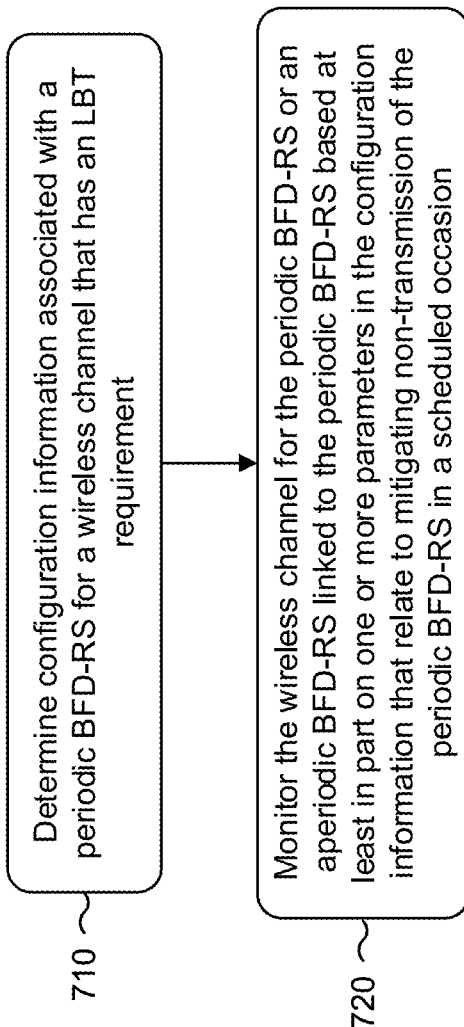 710
Determine configuration information associated with a
periodic BFD-RS for a wireless channel that has an LBT
requirement
720
Monitor the wireless channel for the periodic BFD-RS or an
aperiodic BFD-RS linked to the periodic BFD-RS based at
least in part on one or more parameters in the configuration
information that relate to mitigating non-transmission of the
periodic BFD-RS in a scheduled occasion